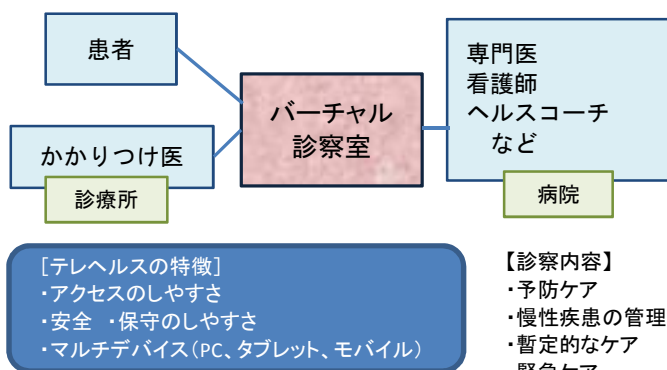 患者
かかりつけ医
診療所
バーチャル
診察室
専門医
看護師
ヘルスコーチ
など
病院
[テレヘルスの特徴]
・アクセスのしやすさ
・安全 ・保守のしやすさ
・マルチデバイス(PC、タブレット、モバイル)
【診察内容】
・予防ケア
・慢性疾患の管理
・暫定的なケア